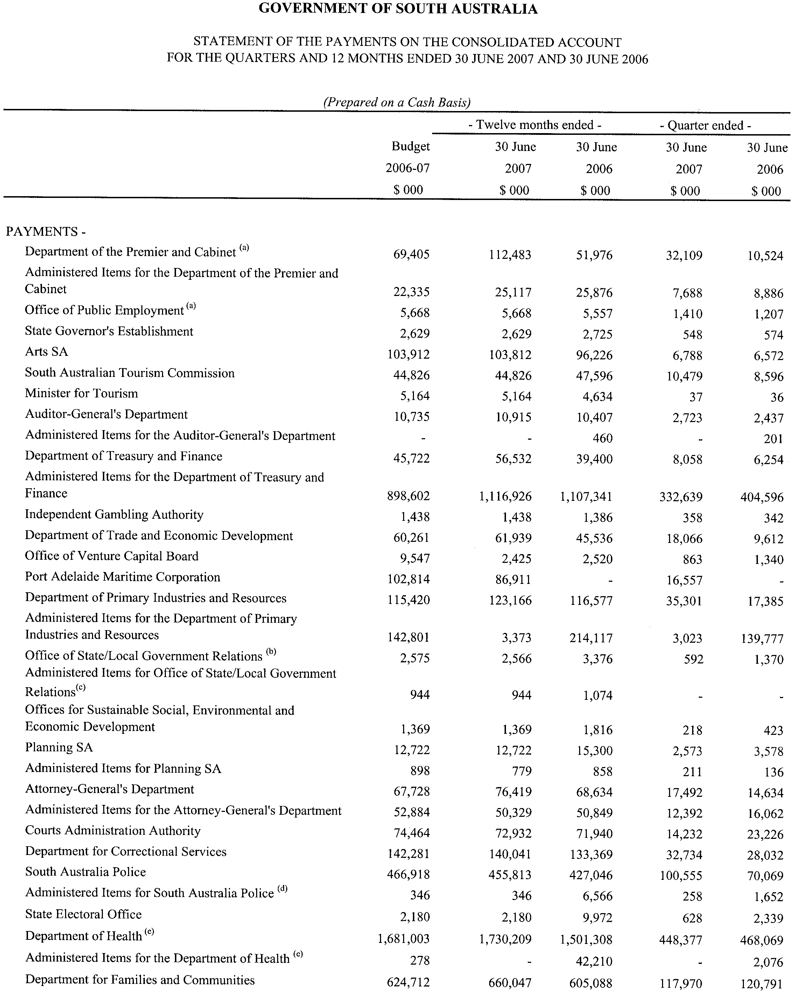 GOVERNMENT OF SOUTH AUSTRALIA
STATEMENT OF THE PAYMENTS ON THE CONSOLIDATED ACCOUNT
FOR THE QUARTERS AND 12 MONTHS ENDED 30 JUNE 2007 AND 30 JUNE 2006
(Prepared on a Cash Basis)
- Twelve months ended - - Quarter ended -
Budget 30 June 30 June 30 June 30 June
2006-07 2007 2006 2007 2006
$ 000 $ 000 $ 000 $ 000 $ 000
PAYMENTS -
Department of the Premier and Cabinet (a) 69,405 112,483 51,976 32,109 10,524
Administered Items for the Department of the Premier and
Cabinet 22,335 25,117 25,876 7,688 8,886
Office of Public Employment (a) 5,668 5,668 5,557 1,410 1,207
State Governor's Establishment 2,629 2,629 2,725 548 574
Arts SA 103,912 103,812 96,226 6,788 6,572
South Australian Tourism Commission 44,826 44,826 47,596 10,479 8,596
Minister for Tourism 5,164 5,164 4,634 37 36
Auditor-General's Department 10,735 10,915 10,407 2,723 2,437
Administered Items for the Auditor-General's Department - - 460 - 201
Department of Treasury and Finance 45,722 56,532 39,400 8,058 6,254
Administered Items for the Department of Treasury and
Finance 898,602 1,116,926 1,107,341 332,639 404,596
Independent Gambling Authority 1,438 1,438 1,386 358 342
Department of Trade and Economic Development 60,261 61,939 45,536 18,066 9,612
Office of Venture Capital Board 9,547 2,425 2,520 863 1,340
Port Adelaide Maritime Corporation 102,814 86,911 - 16,557 -
Department of Primary Industries and Resources 115,420 123,166 116,577 35,301 17,385
Administered Items for the Department of Primary
Industries and Resources 142,801 3,373 214,117 3,023 139,777
Office of State/Local Government Relations (b) 2,575 2,566 3,376 592 1,370
Administered Items for Office of State/Local Government
Relations(c) 944 944 1,074 - -
Offices for Sustainable Social, Environmental and
Economic Development 1,369 1,369 1,816 218 423
Planning SA 12,722 12,722 15,300 2,573 3,578
Administered Items for Planning SA 898 779 858 211 136
Attorney-General's Department 67,728 76,419 68,634 17,492 14,634
Administered Items for the Attorney-General's Department 52,884 50,329 50,849 12,392 16,062
Courts Administration Authority 74,464 72,932 71,940 14,232 23,226
Department for Correctional Services 142,281 140,041 133,369 32,734 28,032
South Australia Police 466,918 455,813 427,046 100,555 70,069
Administered Items for South Australia Police (d) 346 346 6,566 258 1,652
State Electoral Office 2,180 2,180 9,972 628 2,339
Department of Health (e) 1,681,003 1,730,209 1,501,308 448,377 468,069
Administered Items for the Department of Health (c) 278 - 42,210 - 2,076
Department for Families and Communities 624,712 660,047 605,088 117,970 120,791